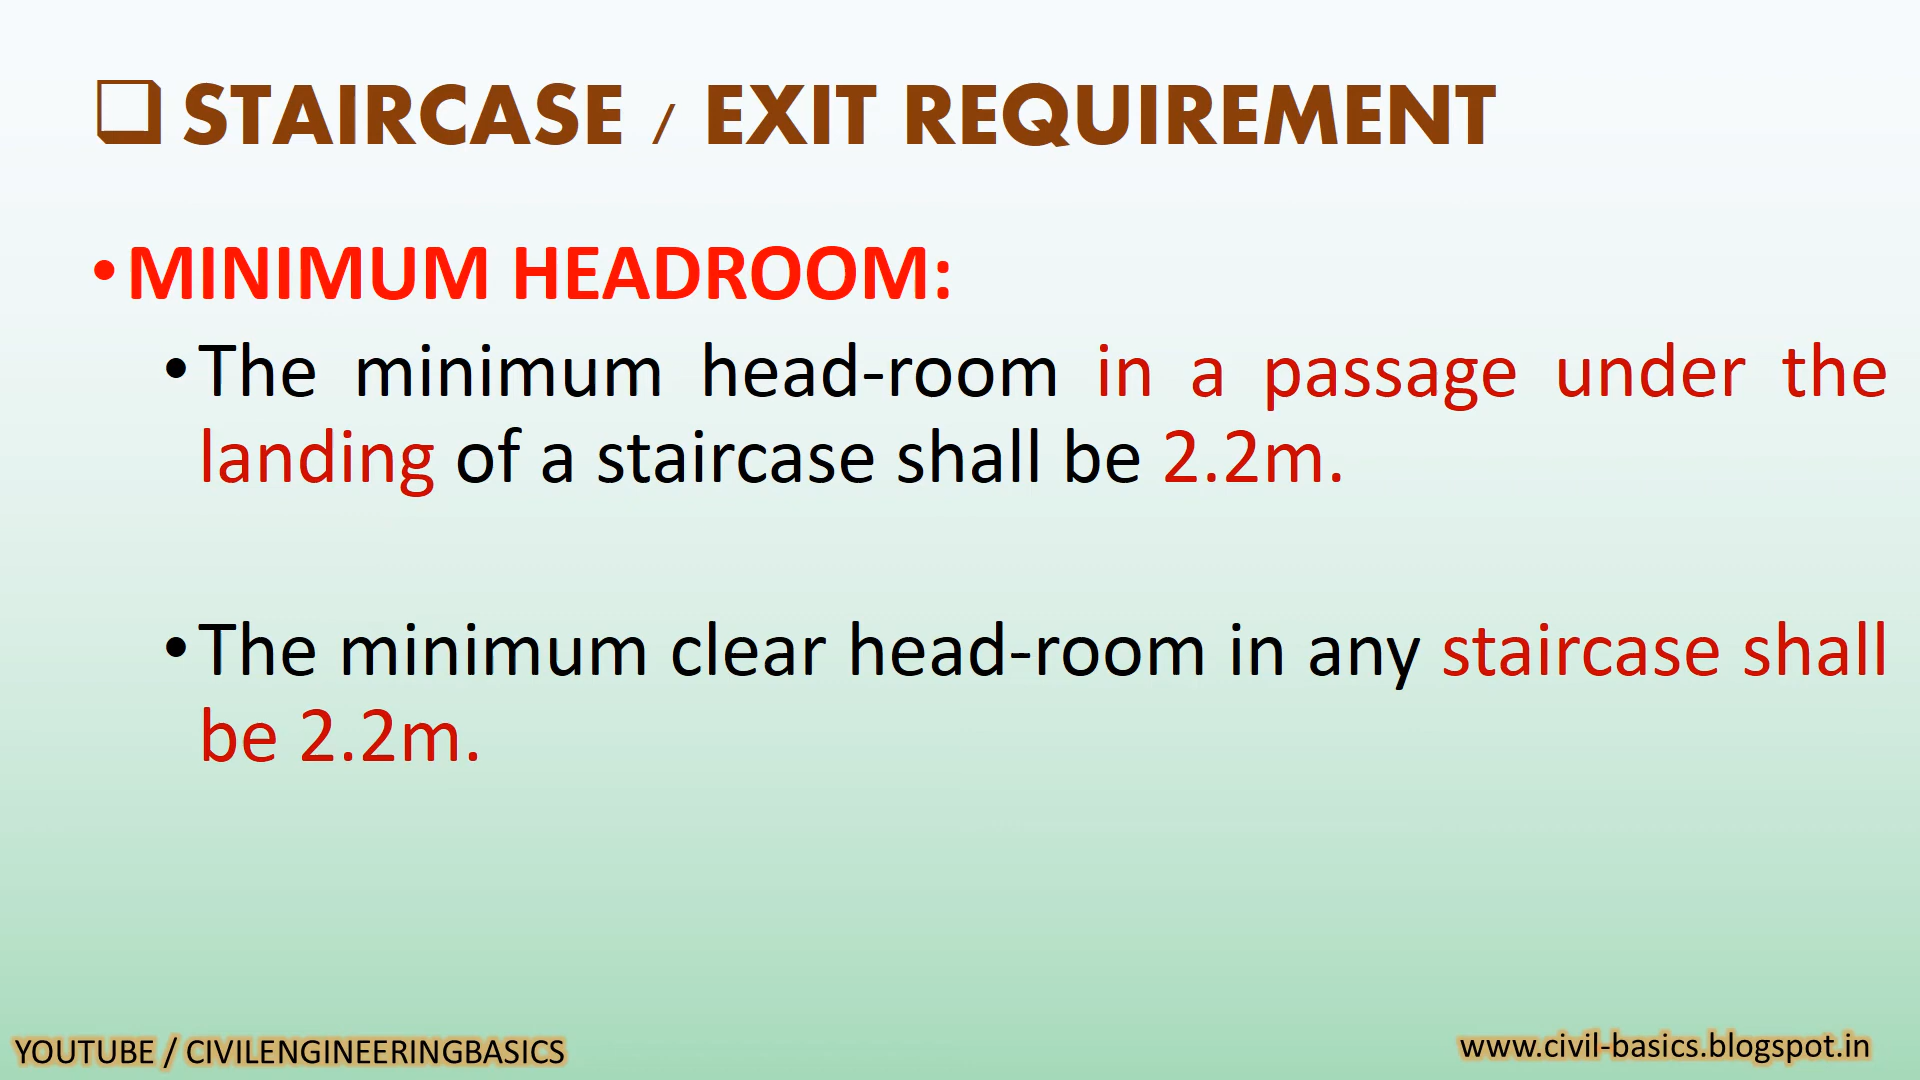 ❑ STAIRCASE / EXIT REQUIREMENT
•MINIMUM HEADROOM:
•The minimum head-room in a passage under the
landing of a staircase shall be 2.2m.
•The minimum clear head-room in any staircase shall
be 2.2m.
YOUTUBE / CIVILENGINEERINGBASICS
www.civil-basics.blogspot.in